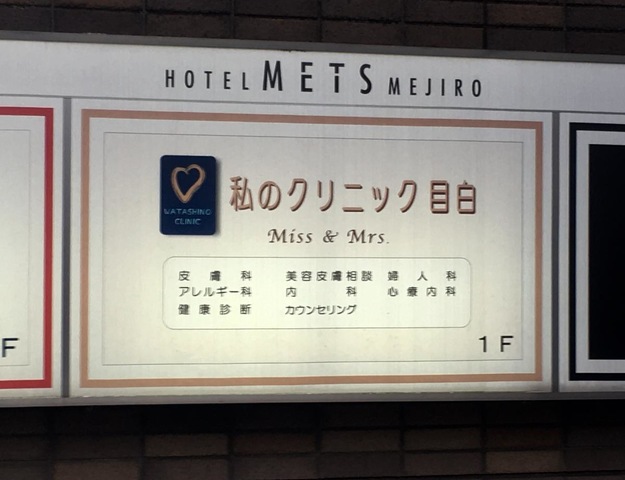 HOTEL METS MEJIRO
WATASHINO
CLINIC
私のクリニック目白
Miss & Mrs.
皮膚科 美容皮膚相談 婦人科
アレルギー科 内科 心療内科
健康診断 カウンセリング
1F
F